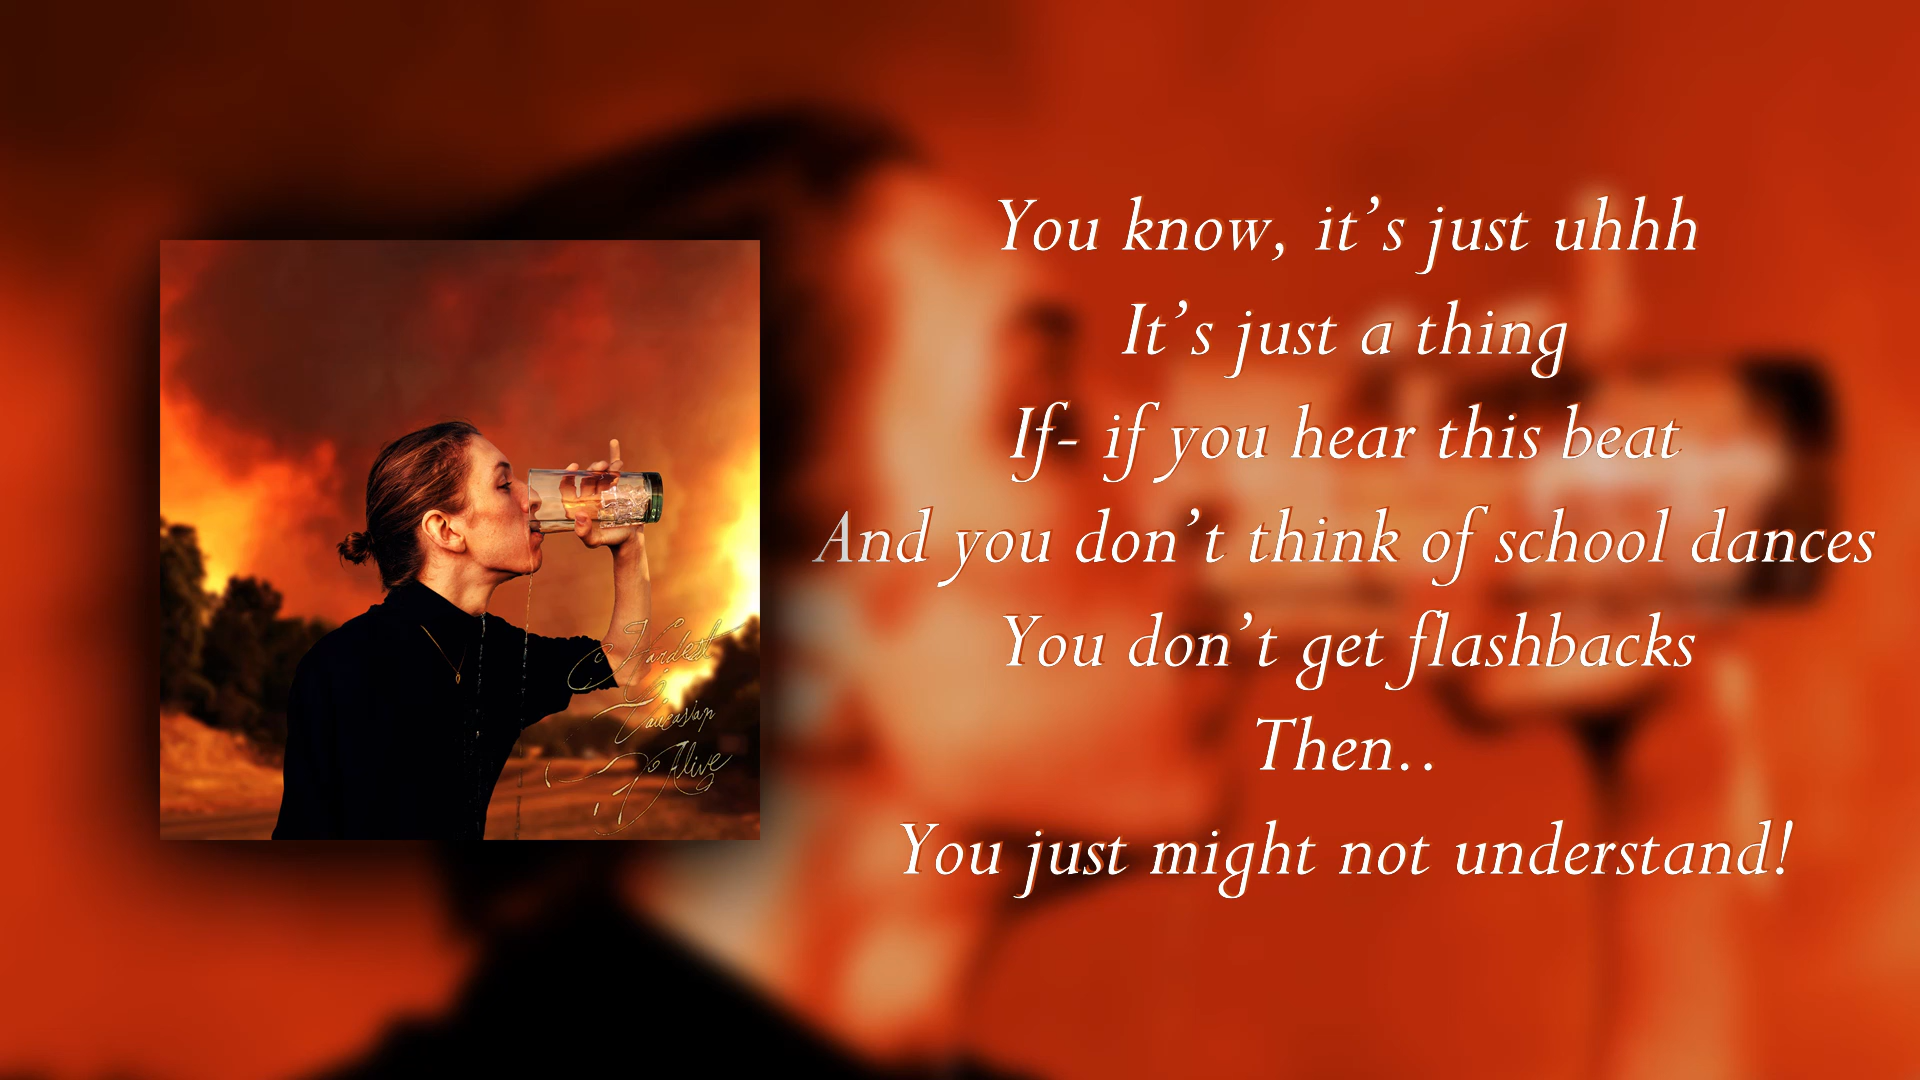 You know, it’s just uhhh
It’s just a thing
If- if you hear this beat
And you don’t think of school dances
You don’t get flashbacks
Then..
You just might not understand!
Hardest
Caucasian
Alive